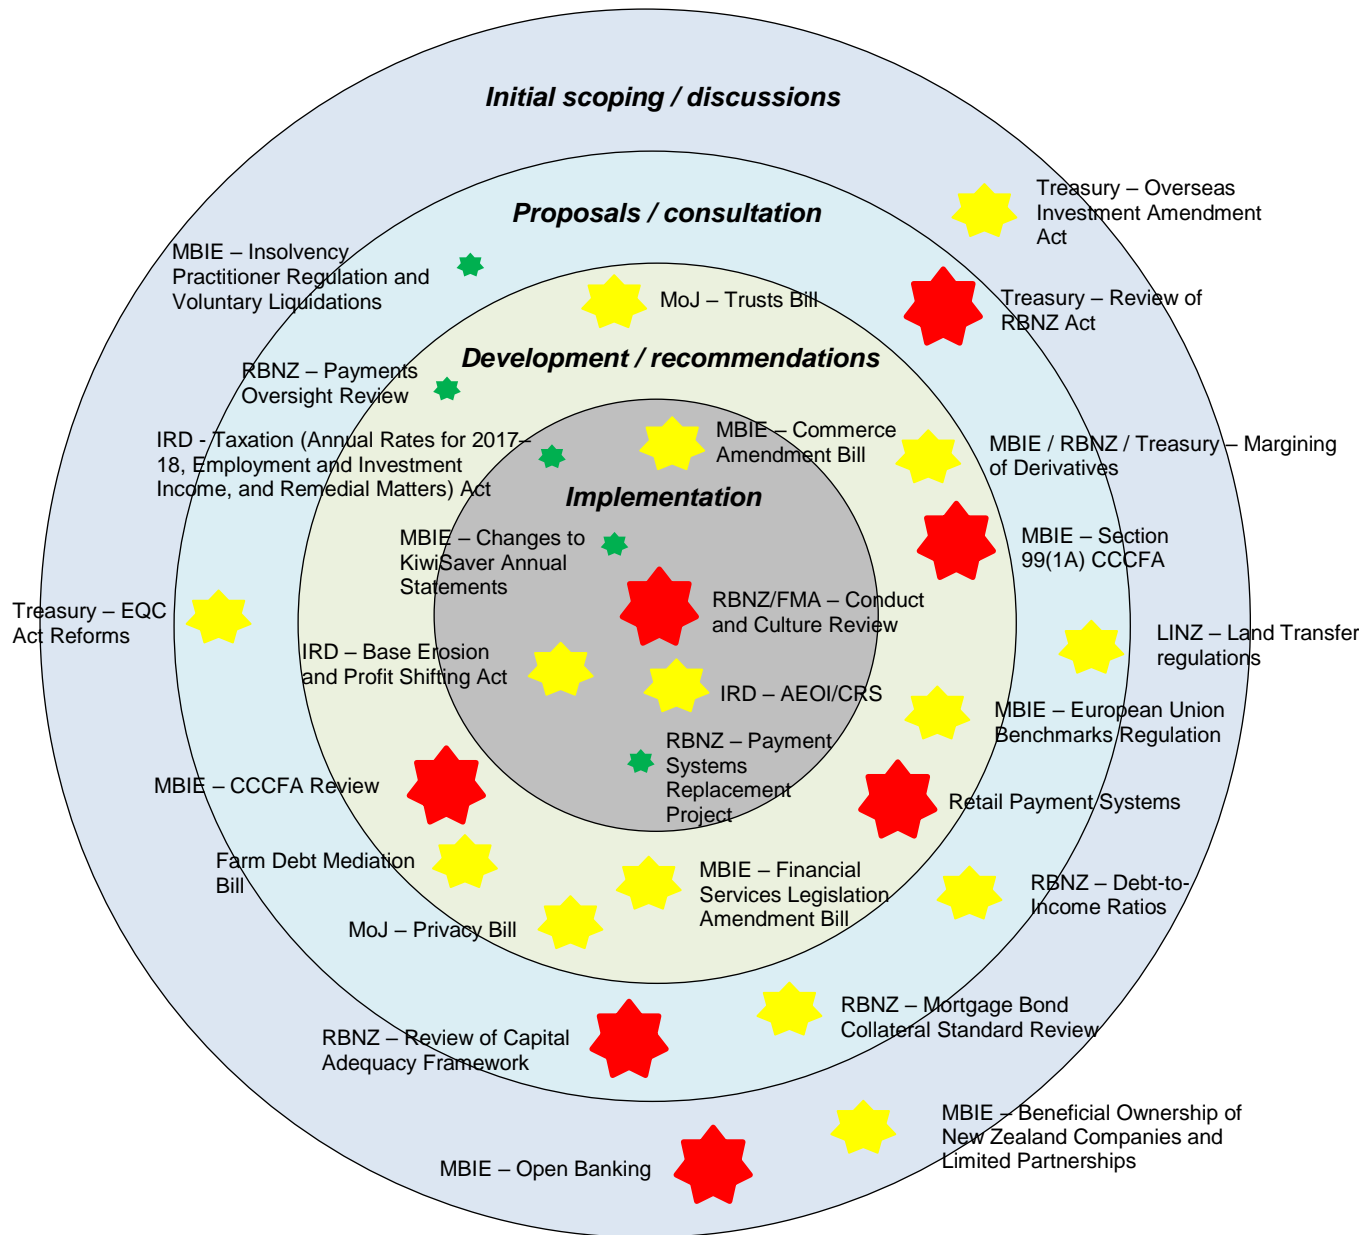 Initial scoping / discussions
Treasury – Overseas
Investment Amendment
Act
Proposals / consultation
MBIE – Insolvency
Practitioner Regulation and
Voluntary Liquidations
MoJ – Trusts Bill
Treasury – Review of
RBNZ Act
Development / recommendations
RBNZ – Payments
Oversight Review
IRD - Taxation (Annual Rates for 2017–
18, Employment and Investment
Income, and Remedial Matters) Act
MBIE – Commerce
Amendment Bill
MBIE / RBNZ / Treasury – Margining
of Derivatives
Implementation
MBIE – Changes to
KiwiSaver Annual
Statements
MBIE – Section
99(1A) CCCFA
Treasury – EQC
Act Reforms
RBNZ/FMA – Conduct
and Culture Review
LINZ – Land Transfer
regulations
IRD – Base Erosion
and Profit Shifting Act
IRD – AEOI/CRS
MBIE – European Union
Benchmarks Regulation
RBNZ – Payment
Systems
Replacement
Project
MBIE – CCCFA Review
Retail Payment Systems
Farm Debt Mediation
Bill
MBIE – Financial
Services Legislation
Amendment Bill
RBNZ – Debt-to-
Income Ratios
MoJ – Privacy Bill
RBNZ – Mortgage Bond
Collateral Standard Review
RBNZ – Review of Capital
Adequacy Framework
MBIE – Beneficial Ownership of
New Zealand Companies and
Limited Partnerships
MBIE – Open Banking